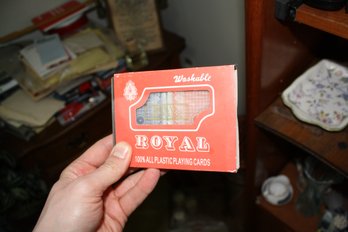 Washable
ROYAL
100% ALL PLASTIC PLAYING CARDS